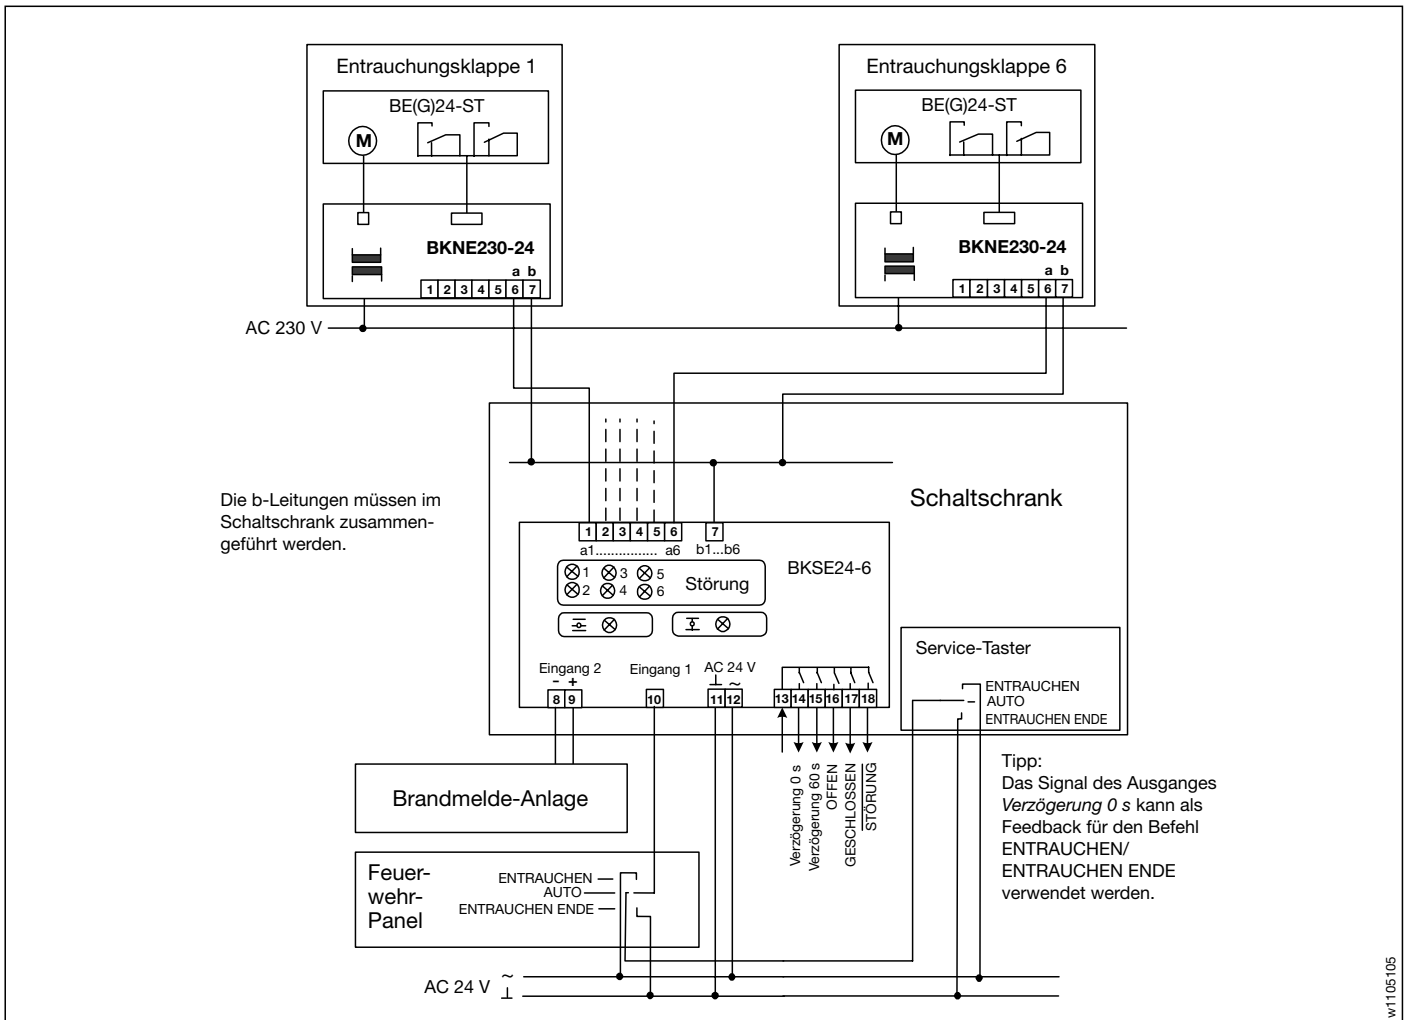 Entrauchungsklappe 1
BE(G)24-ST
M
BKNE230-24
a b
1 2 3 4 5 6 7
Entrauchungsklappe 6
BE(G)24-ST
M
BKNE230-24
a b
1 2 3 4 5 6 7
AC 230 V
Die b-Leitungen müssen im
Schaltschrank zusammen-
geführt werden.
Schaltschrank
1 2 3 4 5 6 7
a1................ a6 b1...b6
BKSE24-6
1 3 5
2 4 6
Störung
Eingang 2
- +
8 9
Eingang 1
10
AC 24 V
⊥ ~
11 12
13 14 15 16 17 18
Verzögerung 0 s
Verzögerung 60 s
OFFEN
GESCHLOSSEN
STÖRUNG
Service-Taster
ENTRAUCHEN
AUTO
ENTRAUCHEN ENDE
Tipp:
Das Signal des Ausganges
Verzögerung 0 s kann als
Feedback für den Befehl
ENTRAUCHEN/
ENTRAUCHEN ENDE
verwendet werden.
Brandmelde-Anlage
Feuer-
wehr-
Panel
ENTRAUCHEN
AUTO
ENTRAUCHEN ENDE
AC 24 V ~
⊥
w1105105